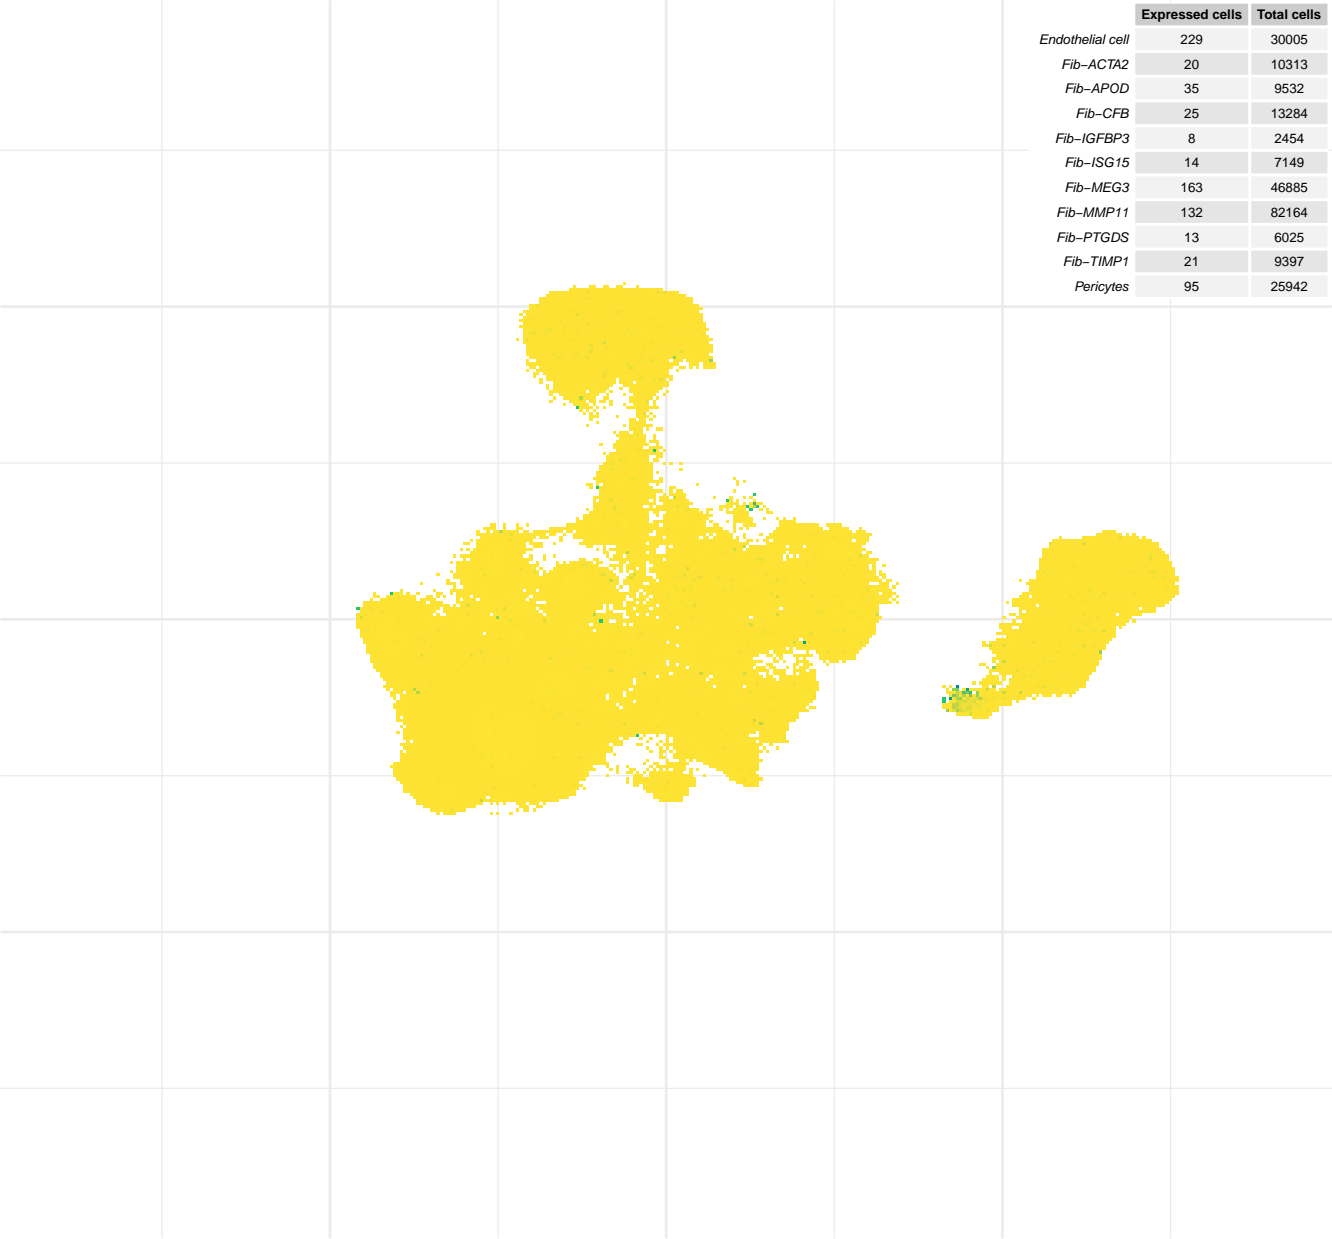 Expressed cells Total cells
Endothelial cell 229 30005
Fib−ACTA2 20 10313
Fib−APOD 35 9532
Fib−CFB 25 13284
Fib−IGFBP3 8 2454
Fib−ISG15 14 7149
Fib−MEG3 163 46885
Fib−MMP11 132 82164
Fib−PTGDS 13 6025
Fib−TIMP1 21 9397
Pericytes 95 25942